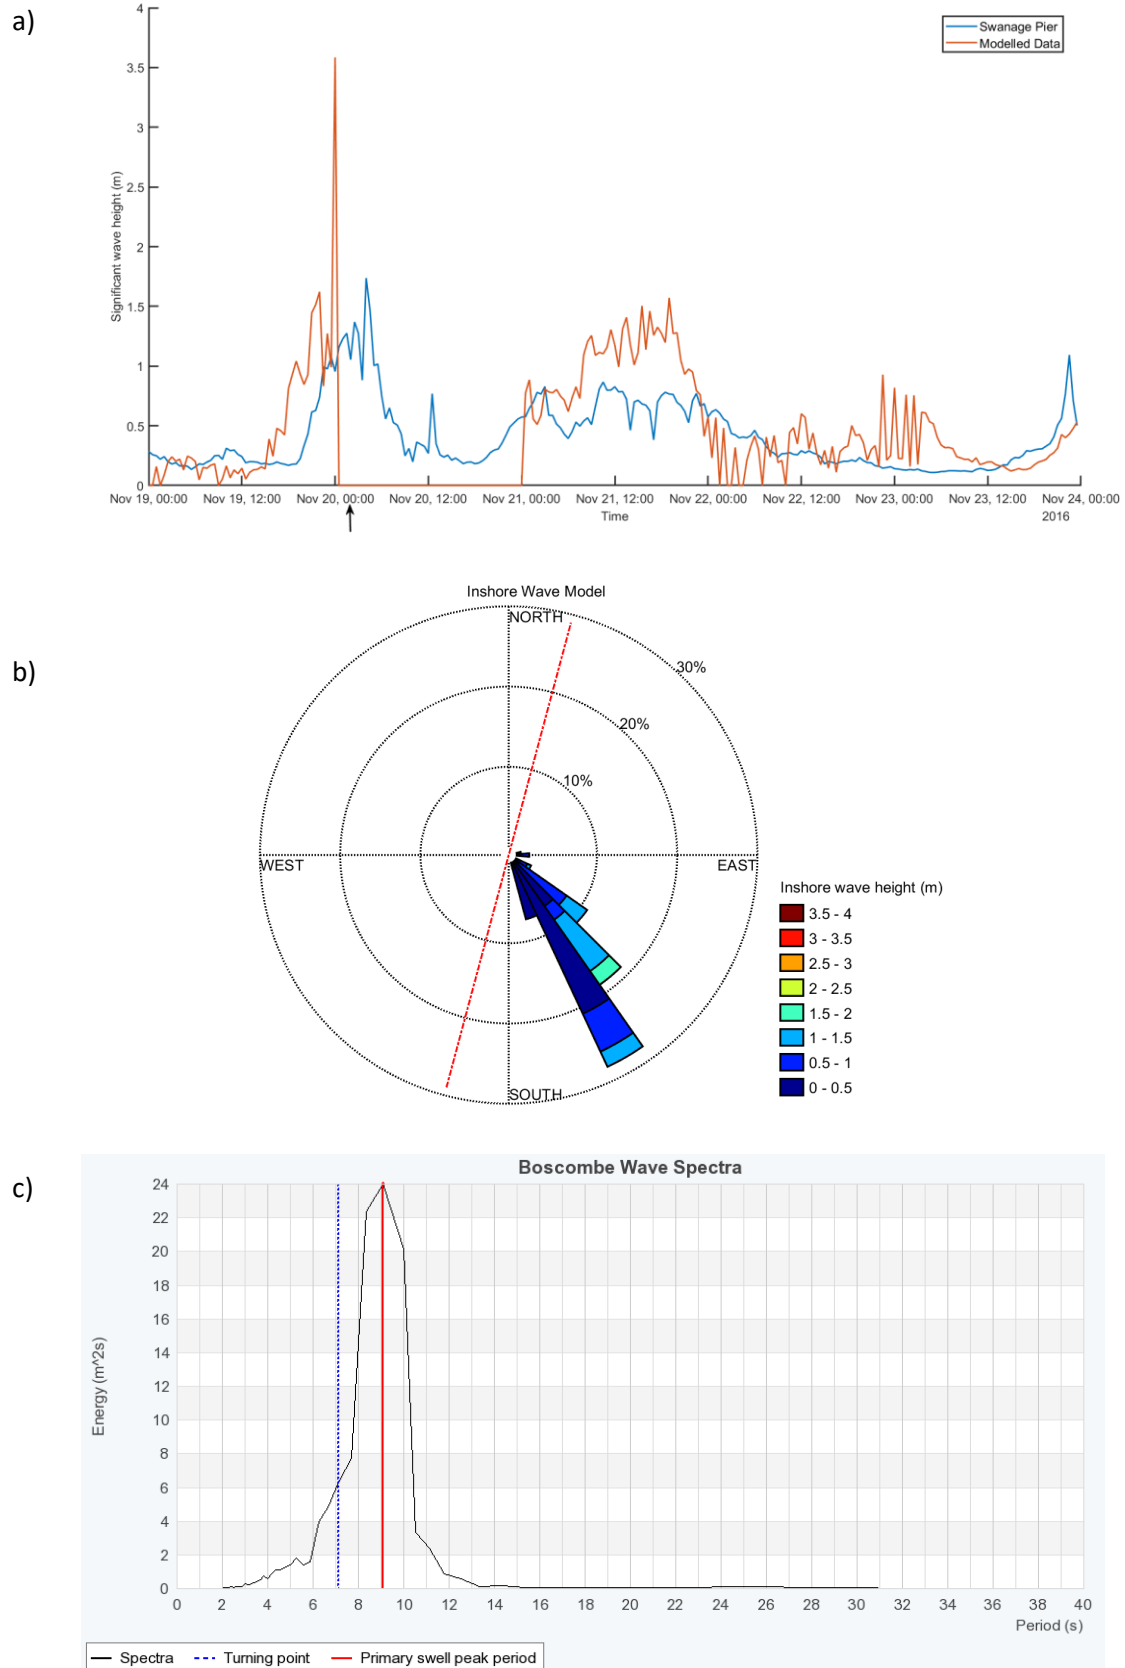 a)
4
3.5
3
2.5
2
1.5
1
0.5
0
Significant wave height (m)
Swanage Pier
Modelled Data
Nov 19, 00:00 Nov 19, 12:00 Nov 20, 00:00 Nov 20, 12:00 Nov 21, 00:00 Nov 21, 12:00 Nov 22, 00:00 Nov 22, 12:00 Nov 23, 00:00 Nov 23, 12:00 Nov 24, 00:00
Time
2016
b)
Inshore Wave Model
NORTH
30%
20%
10%
WEST
EAST
SOUTH
Inshore wave height (m)
3.5 - 4
3 - 3.5
2.5 - 3
2 - 2.5
1.5 - 2
1 - 1.5
0.5 - 1
0 - 0.5
c)
Boscombe Wave Spectra
24
22
20
18
16
14
12
10
8
6
4
2
0
Energy (m^2s)
0 2 4 6 8 10 12 14 16 18 20 22 24 26 28 30 32 34 36 38 40
Period (s)
Spectra Turning point Primary swell peak period